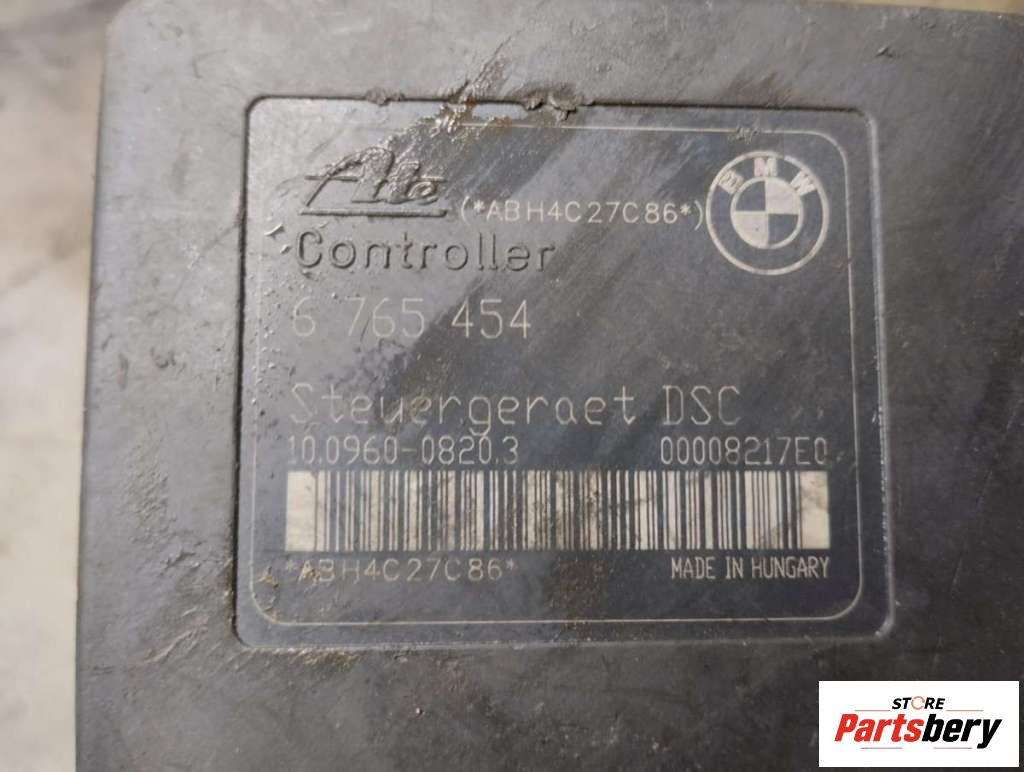 Ate
(*ABH4C27C86*)
BMW
Controller
6 765 454
Steuergeraet DSC
10.0960-0820.3 00008217E0
*ABH4C27C86*
MADE IN HUNGARY
STORE
Partsbery